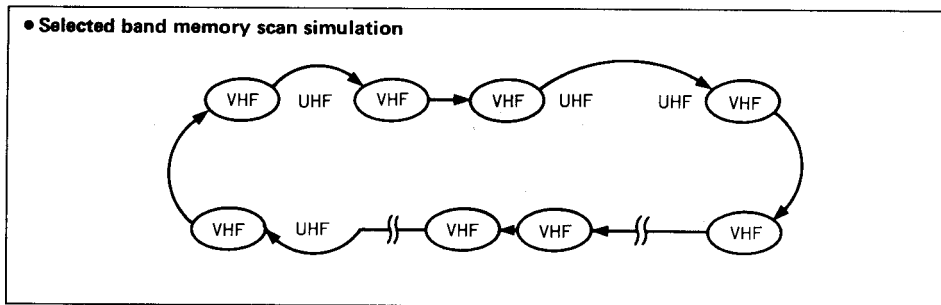 • Selected band memory scan simulation
VHF UHF VHF VHF UHF UHF VHF
VHF UHF VHF VHF VHF